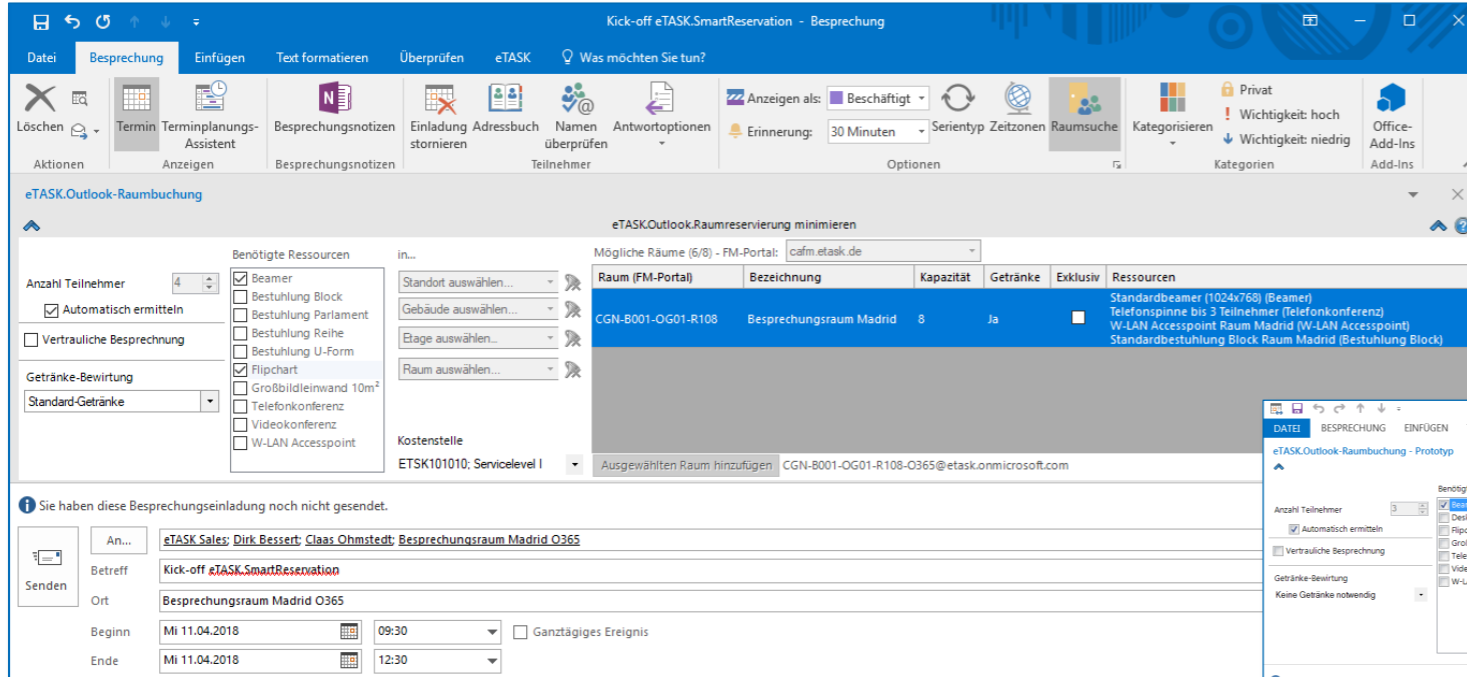 Kick-off eTASK.SmartReservation - Besprechung
Datei Besprechung Einfügen Text formatieren Überprüfen eTASK Was möchten Sie tun?
Löschen
Termin
Terminplanungs-
Assistent
Besprechungsnotizen
Einladung
stornieren
Adressbuch
Namen
überprüfen
Antwortoptionen
Anzeigen als: Beschäftigt
Erinnerung: 30 Minuten
Serientyp
Zeitzonen
Raumsuche
Kategorisieren
Privat
Wichtigkeit: hoch
Wichtigkeit: niedrig
Office-
Add-Ins
Aktionen Anzeigen Besprechungsnotizen Teilnehmer Optionen Kategorien Add-Ins
eTASK.Outlook-Raumbuchung
eTASK.Outlook.Raumreservierung minimieren
Anzahl Teilnehmer 4
Automatisch ermitteln
Vertrauliche Besprechung
Getränke-Bewirtung
Standard-Getränke
Benötigte Ressourcen
Beamer
Bestuhlung Block
Bestuhlung Parlament
Bestuhlung Reihe
Bestuhlung U-Form
Flipchart
Großbildleinwand 10m²
Telefonkonferenz
Videokonferenz
W-LAN Accesspoint
in...
Standort auswählen...
Gebäude auswählen...
Etage auswählen...
Raum auswählen...
Kostenstelle
ETSK101010; Servicelevel I
Mögliche Räume (6/8) - FM-Portal: cafm.etask.de
Raum (FM-Portal) Bezeichnung Kapazität Getränke Exklusiv Ressourcen
CGN-B001-OG01-R108 Besprechungsraum Madrid 8 Ja
Standardbeamer (1024x768) (Beamer)
Telefonspinne bis 3 Teilnehmer (Telefonkonferenz)
W-LAN Accesspoint Raum Madrid (W-LAN Accesspoint)
Standardbestuhlung Block Raum Madrid (Bestuhlung Block)
Ausgewählten Raum hinzufügen CGN-B001-OG01-R108-O365@etask.onmicrosoft.com
Sie haben diese Besprechungseinladung noch nicht gesendet.
Senden
An... eTASK Sales; Dirk Bessert; Claas Ohmstedt; Besprechungsraum Madrid O365
Betreff Kick-off eTASK.SmartReservation
Ort Besprechungsraum Madrid O365
Beginn Mi 11.04.2018 09:30 Ganztägiges Ereignis
Ende Mi 11.04.2018 12:30
DATEI BESPRECHUNG EINFÜGEN
eTASK.Outlook-Raumbuchung - Prototyp
Anzahl Teilnehmer 3
Automatisch ermitteln
Vertrauliche Besprechung
Getränke-Bewirtung
Keine Getränke notwendig